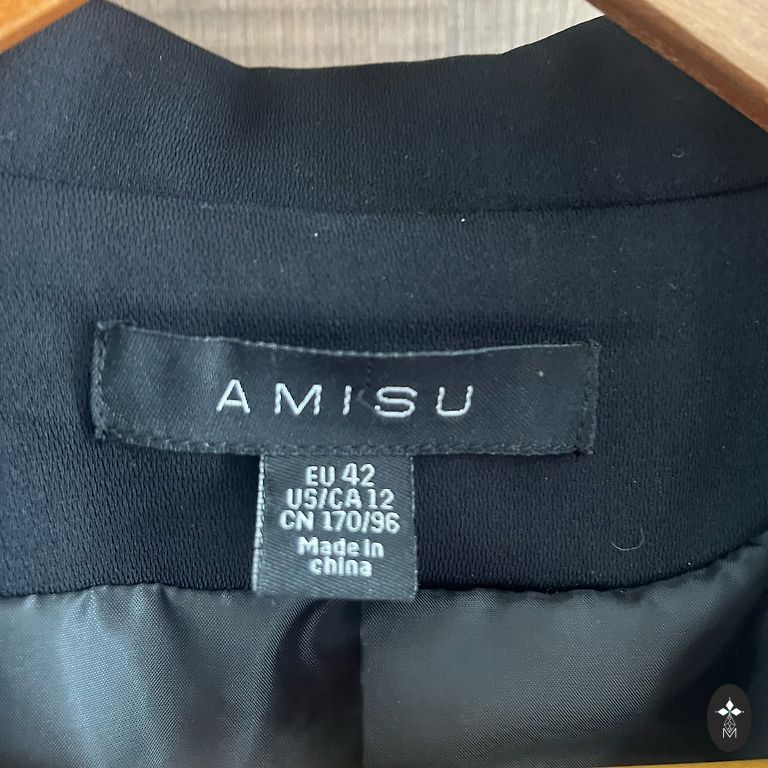 AMISU
EU 42
US/CA 12
CN 170/96
Made in
china
M